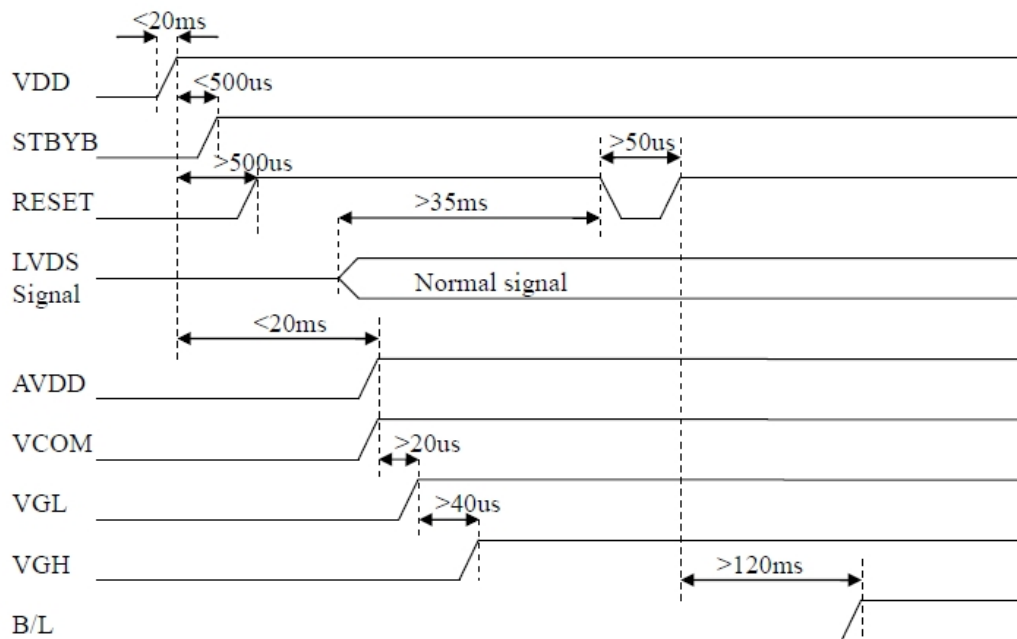 <20ms
VDD
<500us
STBYB
>500us
>50us
RESET
>35ms
LVDS
Signal
Normal signal
<20ms
AVDD
VCOM
>20us
VGL
>40us
VGH
>120ms
B/L